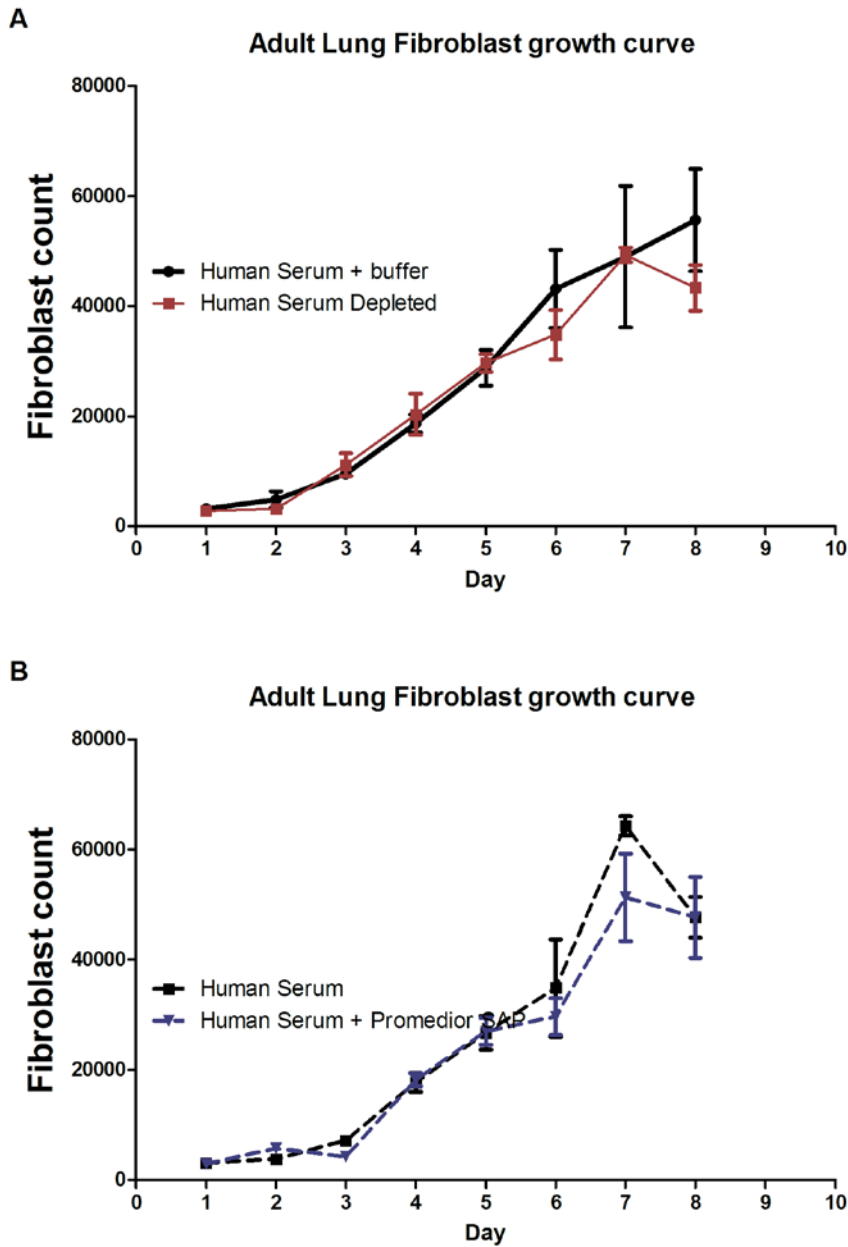 A
Adult Lung Fibroblast growth curve
80000
60000
40000
20000
0
Fibroblast count
Human Serum + buffer
Human Serum Depleted
0 1 2 3 4 5 6 7 8 9 10
Day
B
Adult Lung Fibroblast growth curve
80000
60000
40000
20000
0
Fibroblast count
Human Serum
Human Serum + Promedior SAP
0 1 2 3 4 5 6 7 8 9 10
Day